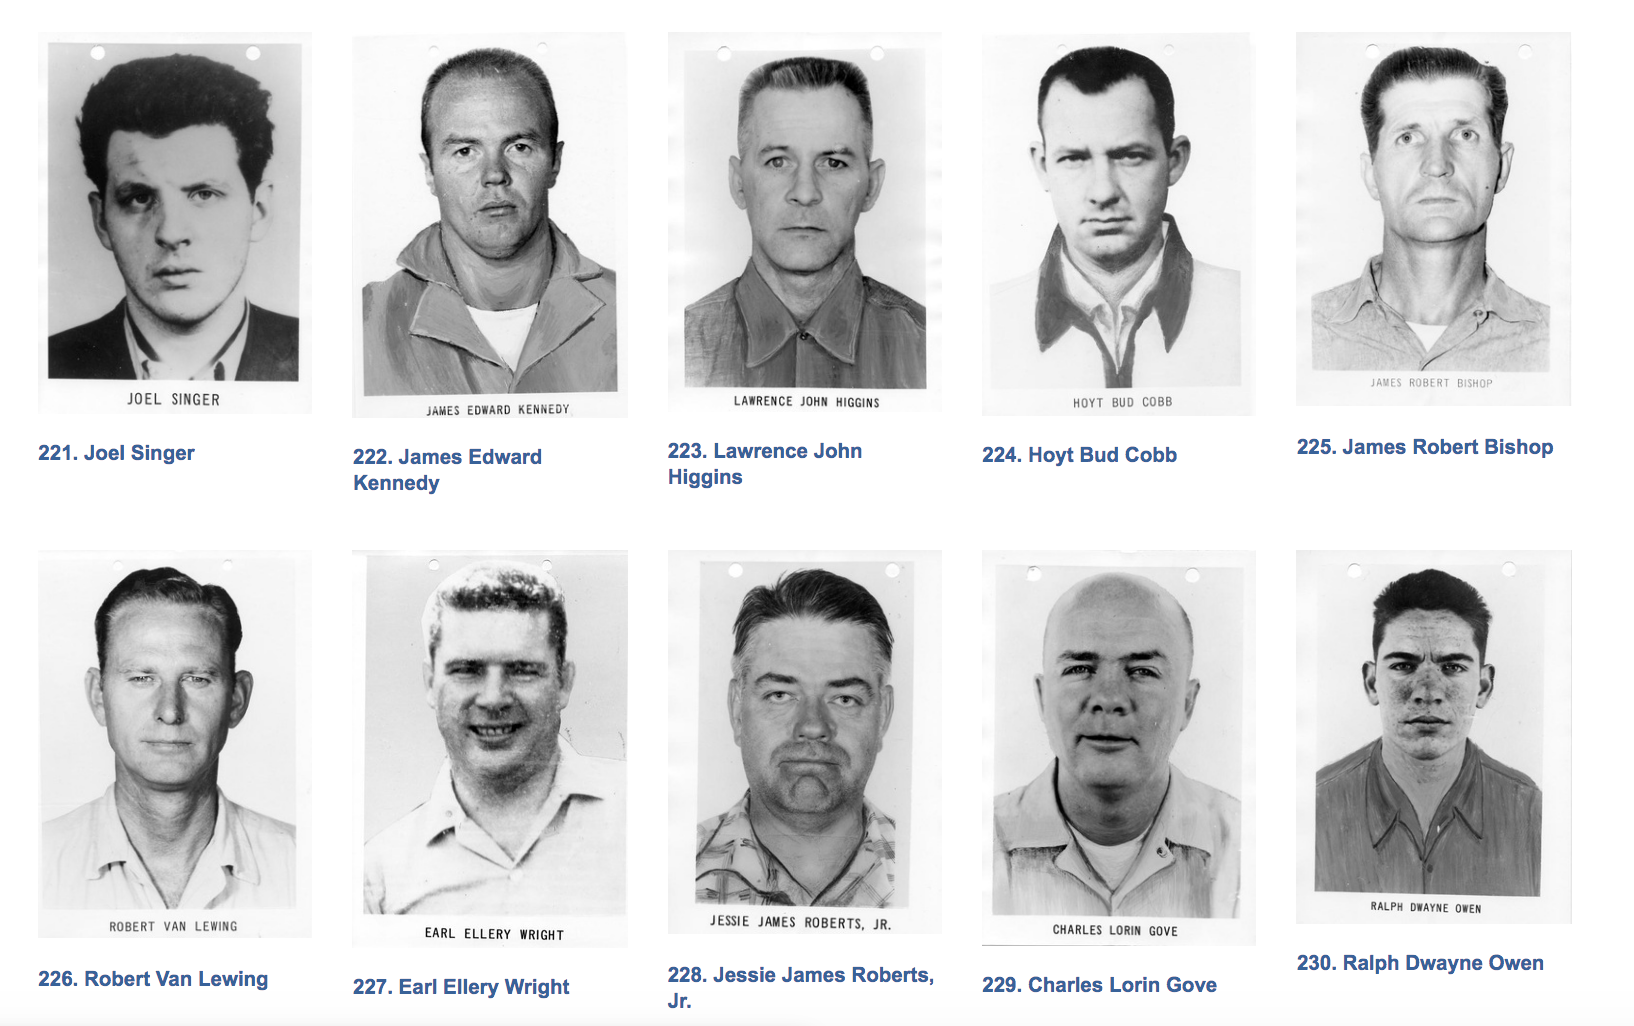 JOEL SINGER
JAMES EDWARD KENNEDY
LAWRENCE JOHN HIGGINS
HOYT BUD COBB
JAMES ROBERT BISHOP
221. Joel Singer
222. James Edward
Kennedy
223. Lawrence John
Higgins
224. Hoyt Bud Cobb
225. James Robert Bishop
ROBERT VAN LEWING
EARL ELLERY WRIGHT
JESSIE JAMES ROBERTS, JR.
CHARLES LORIN GOVE
RALPH DWAYNE OWEN
226. Robert Van Lewing
227. Earl Ellery Wright
228. Jessie James Roberts,
Jr.
229. Charles Lorin Gove
230. Ralph Dwayne Owen